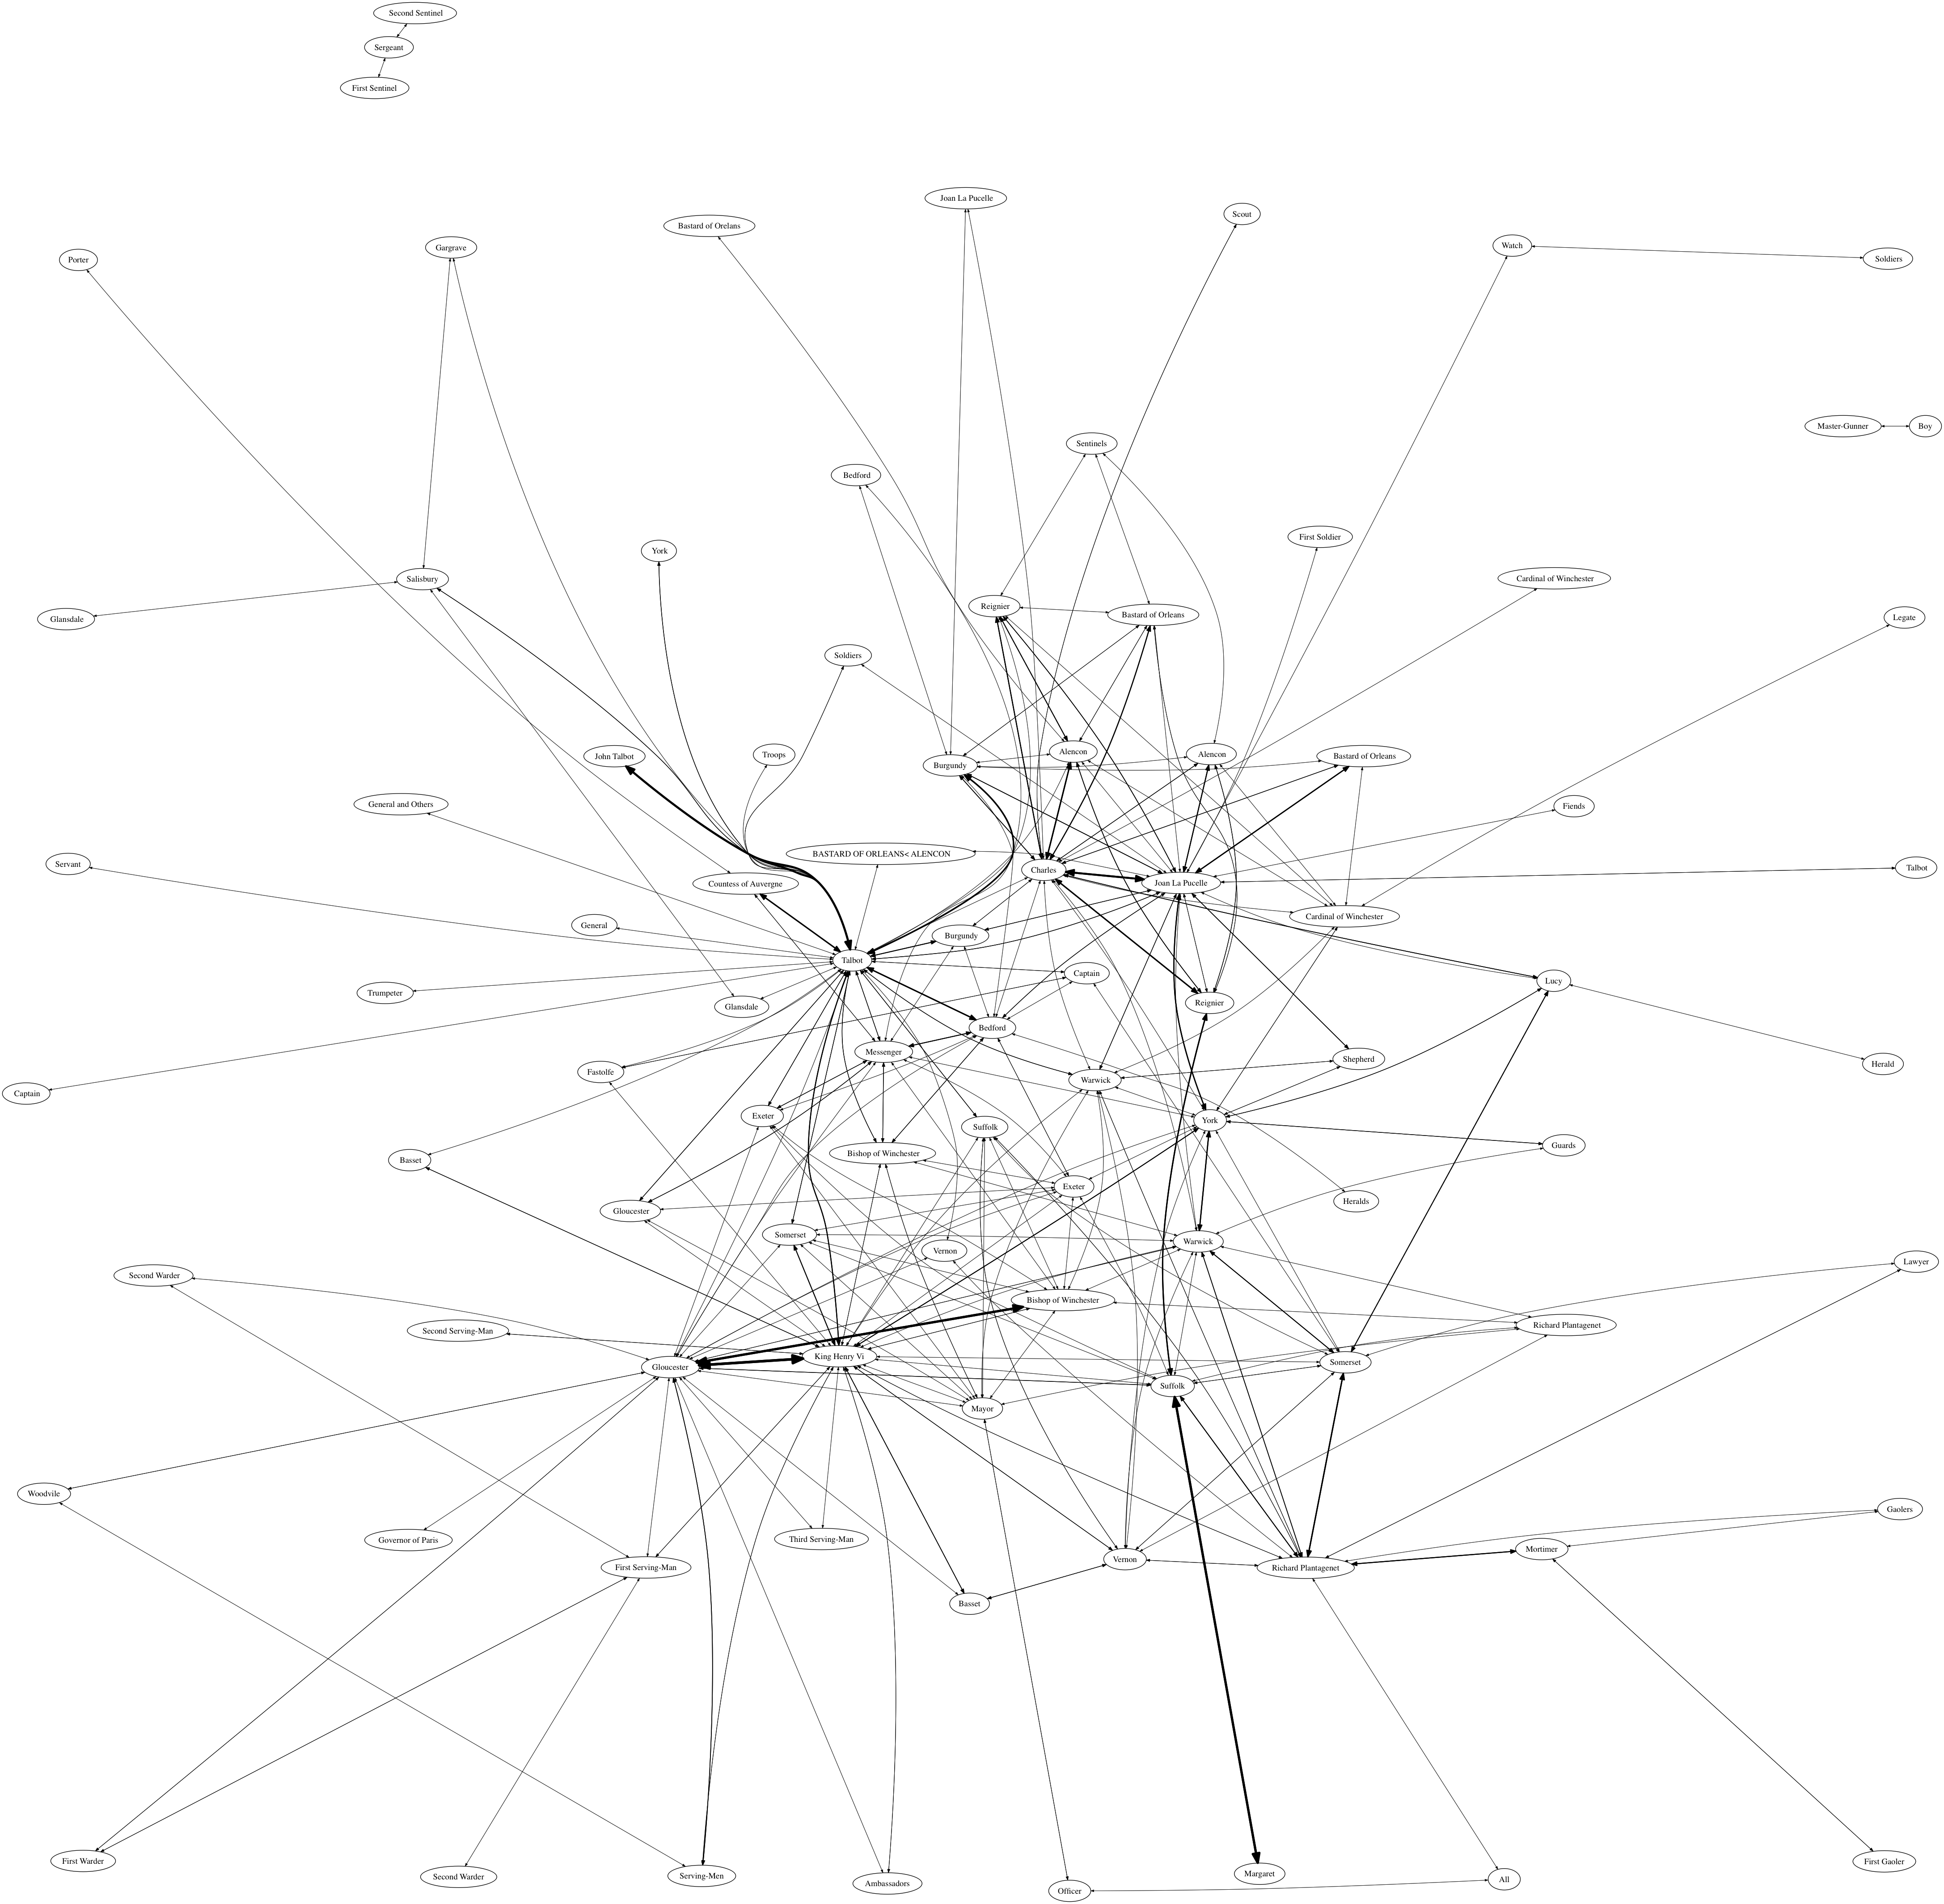 Second Sentinel
Sergeant
First Sentinel
Joan La Pucelle
Scout
Bastard of Orelans
Watch
Gargrave
Porter
Soldiers
Master-Gunner
Boy
Sentinels
Bedford
First Soldier
York
Salisbury
Cardinal of Winchester
Reignier
Bastard of Orleans
Glansdale
Legate
Soldiers
John Talbot
Troops
Burgundy
Alencon
Alencon
Bastard of Orleans
General and Others
Fiends
BASTARD OF ORLEANS< ALENCON
Servant
Charles
Talbot
Countess of Auvergne
Joan La Pucelle
Cardinal of Winchester
General
Burgundy
Talbot
Captain
Lucy
Trumpeter
Glansdale
Reignier
Bedford
Messenger
Shepherd
Herald
Fastolfe
Warwick
Captain
Exeter
York
Suffolk
Guards
Bishop of Winchester
Basset
Exeter
Heralds
Gloucester
Somerset
Warwick
Vernon
Lawyer
Second Warder
Bishop of Winchester
Richard Plantagenet
Second Serving-Man
King Henry Vi
Somerset
Gloucester
Suffolk
Mayor
Woodvile
Gaolers
Governor of Paris
Third Serving-Man
Mortimer
First Serving-Man
Vernon
Richard Plantagenet
Basset
First Warder
First Gaoler
Second Warder
Serving-Men
Margaret
Ambassadors
All
Officer